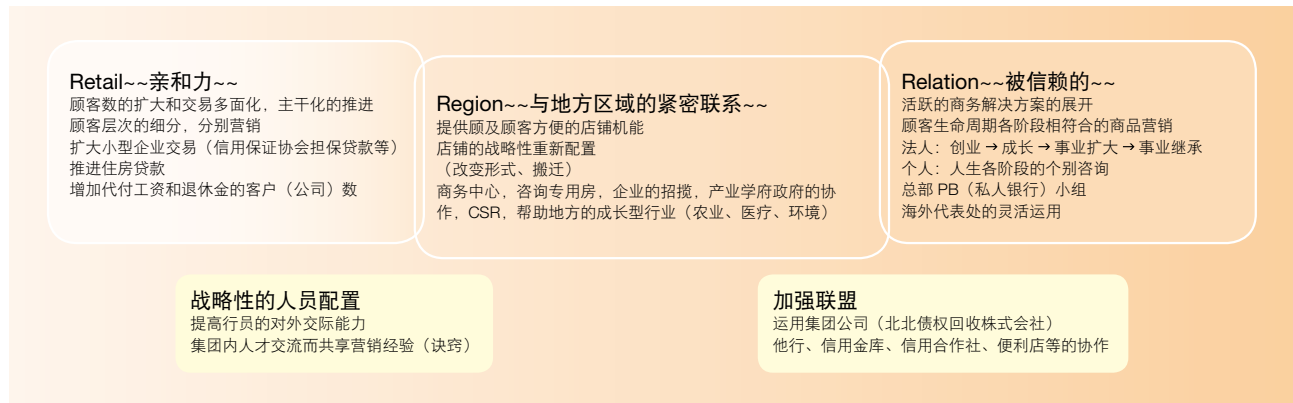 Retail~~亲和力~~
顾客数的扩大和交易多面化，主干化的推进
顾客层次的细分，分别营销
扩大小型企业交易（信用保证协会担保贷款等）
推进住房贷款
增加代付工资和退休金的客户（公司）数
Region~~与地方区域的紧密联系~~
提供顾及顾客方便的店铺机能
店铺的战略性重新配置
（改变形式、搬迁）
商务中心，咨询专用房，企业的招揽，产业学府政府的协
作，CSR，帮助地方的成长型行业（农业、医疗、环境）
Relation~~被信赖的~~
活跃的商务解决方案的展开
顾客生命周期各阶段相符合的商品营销
法人：创业→成长→事业扩大→事业继承
个人：人生各阶段的个别咨询
总部 PB（私人银行）小组
海外代表处的灵活运用
战略性的人员配置
提高行员的对外交际能力
集团内人才交流而共享营销经验（诀窍）
加强联盟
运用集团公司（北北债权回收株式会社）
他行、信用金库、信用合作社、便利店等的协作